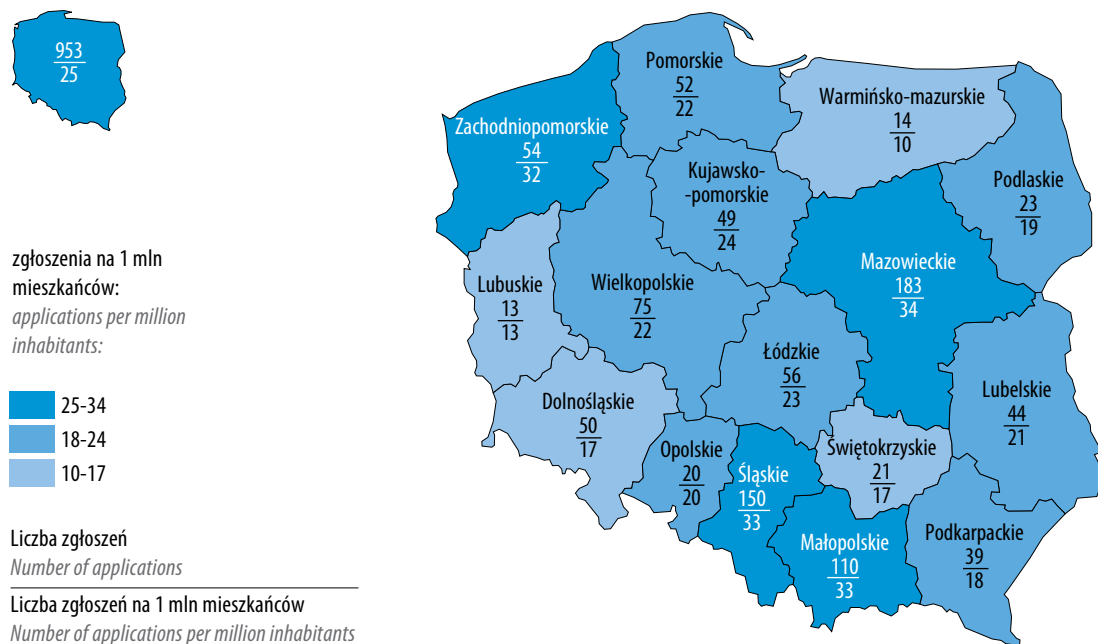 953
25
zgłoszenia na 1 mln
mieszkańców:
applications per million
inhabitants:
25-34
18-24
10-17
Liczba zgłoszeń
Number of applications
Liczba zgłoszeń na 1 mln mieszkańców
Number of applications per million inhabitants
Pomorskie
52
22
Warmińsko-mazurskie
14
10
Zachodniopomorskie
54
32
Kujawsko-
-pomorskie
49
24
Podlaskie
23
19
Mazowieckie
183
34
Lubuskie
13
13
Wielkopolskie
75
22
Łódzkie
56
23
Lubelskie
44
21
Dolnośląskie
50
17
Opolskie
20
20
Śląskie
150
33
Świętokrzyskie
21
17
Małopolskie
110
33
Podkarpackie
39
18